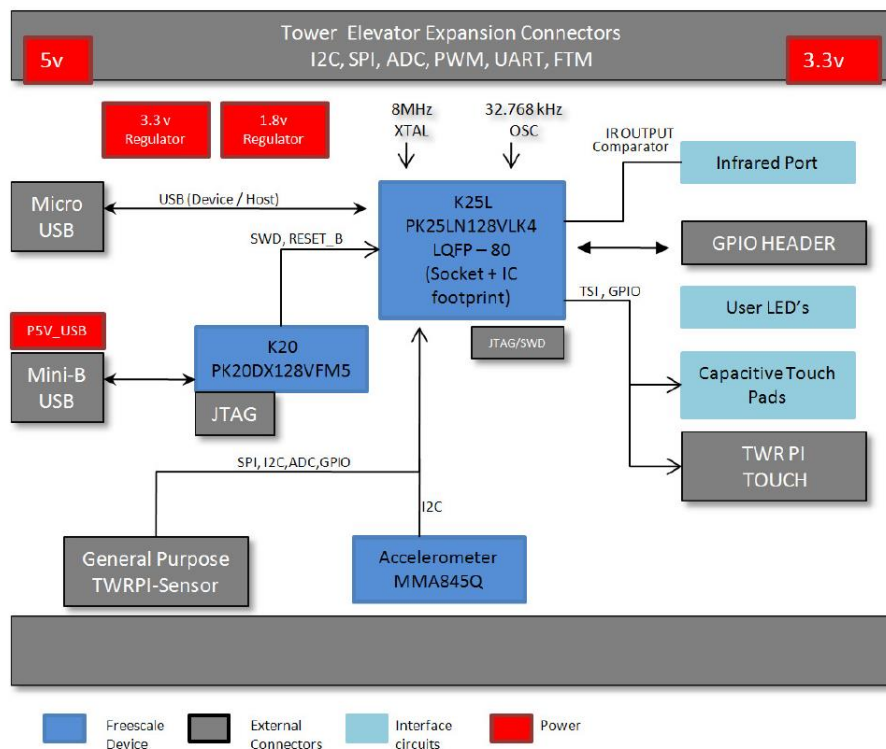 Tower Elevator Expansion Connectors
I2C, SPI, ADC, PWM, UART, FTM
5v
3.3v
3.3 v
Regulator
1.8v
Regulator
8MHz
XTAL
32.768 kHz
OSC
IR OUTPUT
Comparator
Infrared Port
Micro
USB
USB (Device / Host)
K25L
PK25LN128VLK4
LQFP – 80
(Socket + IC
footprint)
GPIO HEADER
SWD, RESET_B
TSI, GPIO
User LED's
P5V_USB
Mini-B
USB
K20
PK20DX128VFM5
JTAG
JTAG/SWD
Capacitive Touch
Pads
TWR PI
TOUCH
SPI, I2C,ADC,GPIO
I2C
General Purpose
TWRPI-Sensor
Accelerometer
MMA845Q
Freescale
Device
External
Connectors
Interface
circuits
Power